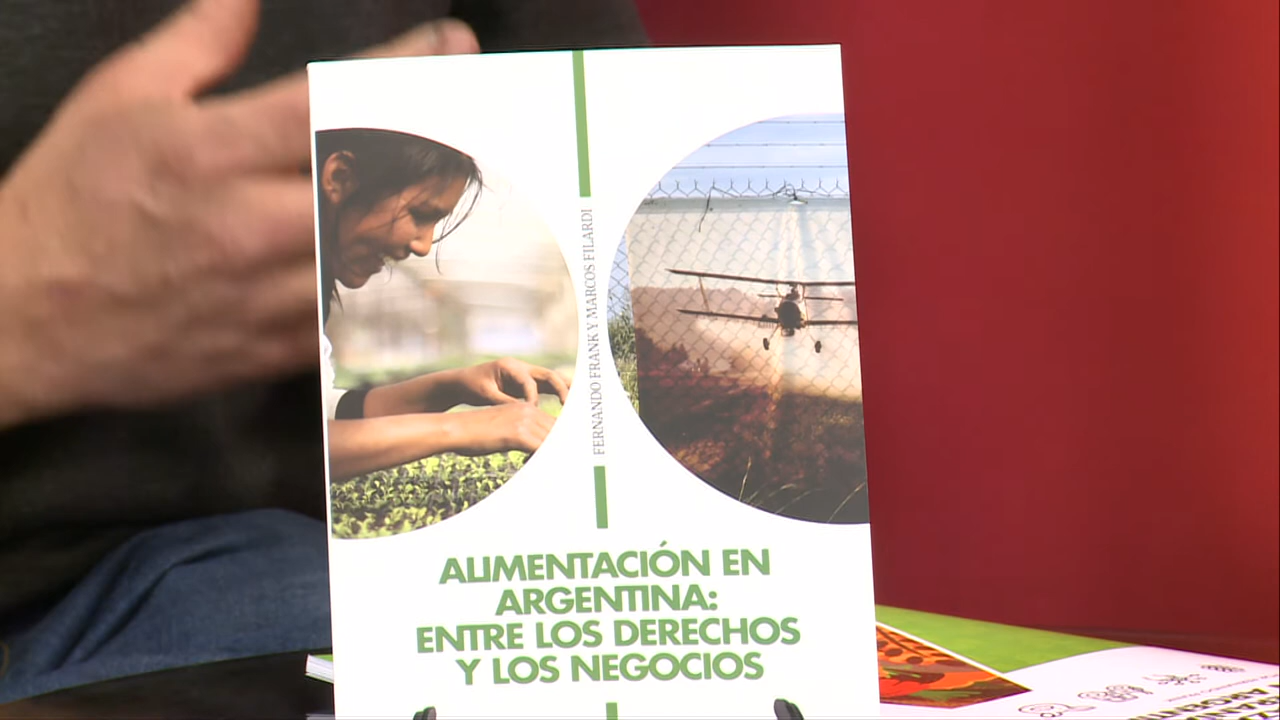 FERNANDO FRANK Y MARCOS FILARDI
ALIMENTACIÓN EN
ARGENTINA:
ENTRE LOS DERECHOS
Y LOS NEGOCIOS